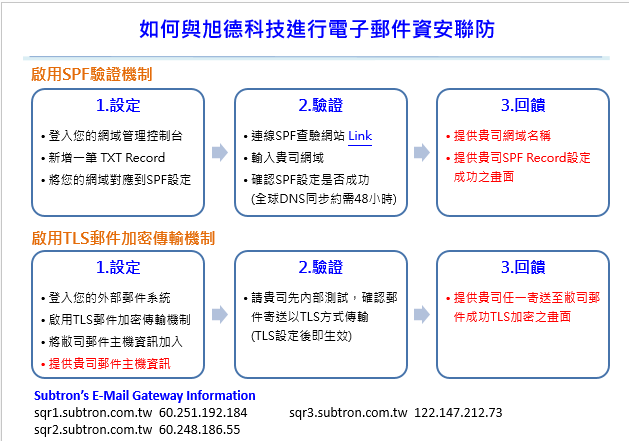 如何與旭德科技進行電子郵件資安聯防
啟用SPF驗證機制
1.設定
• 登入您的網域管理控制台
• 新增一筆 TXT Record
• 將您的網域對應到SPF設定
2.驗證
• 連線SPF查驗網站 Link
• 輸入貴司網域
• 確認SPF設定是否成功
(全球DNS同步約需48小時)
3.回饋
• 提供貴司網域名稱
• 提供貴司SPF Record設定
成功之畫面
啟用TLS郵件加密傳輸機制
1.設定
• 登入您的外部郵件系統
• 啟用TLS郵件加密傳輸機制
• 將敝司郵件主機資訊加入
• 提供貴司郵件主機資訊
2.驗證
• 請貴司先內部測試，確認郵
件寄送以TLS方式傳輸
(TLS設定後即生效)
3.回饋
• 提供貴司任一寄送至敝司郵
件成功TLS加密之畫面
Subtron's E-Mail Gateway Information
sqr1.subtron.com.tw 60.251.192.184 sqr3.subtron.com.tw 122.147.212.73
sqr2.subtron.com.tw 60.248.186.55